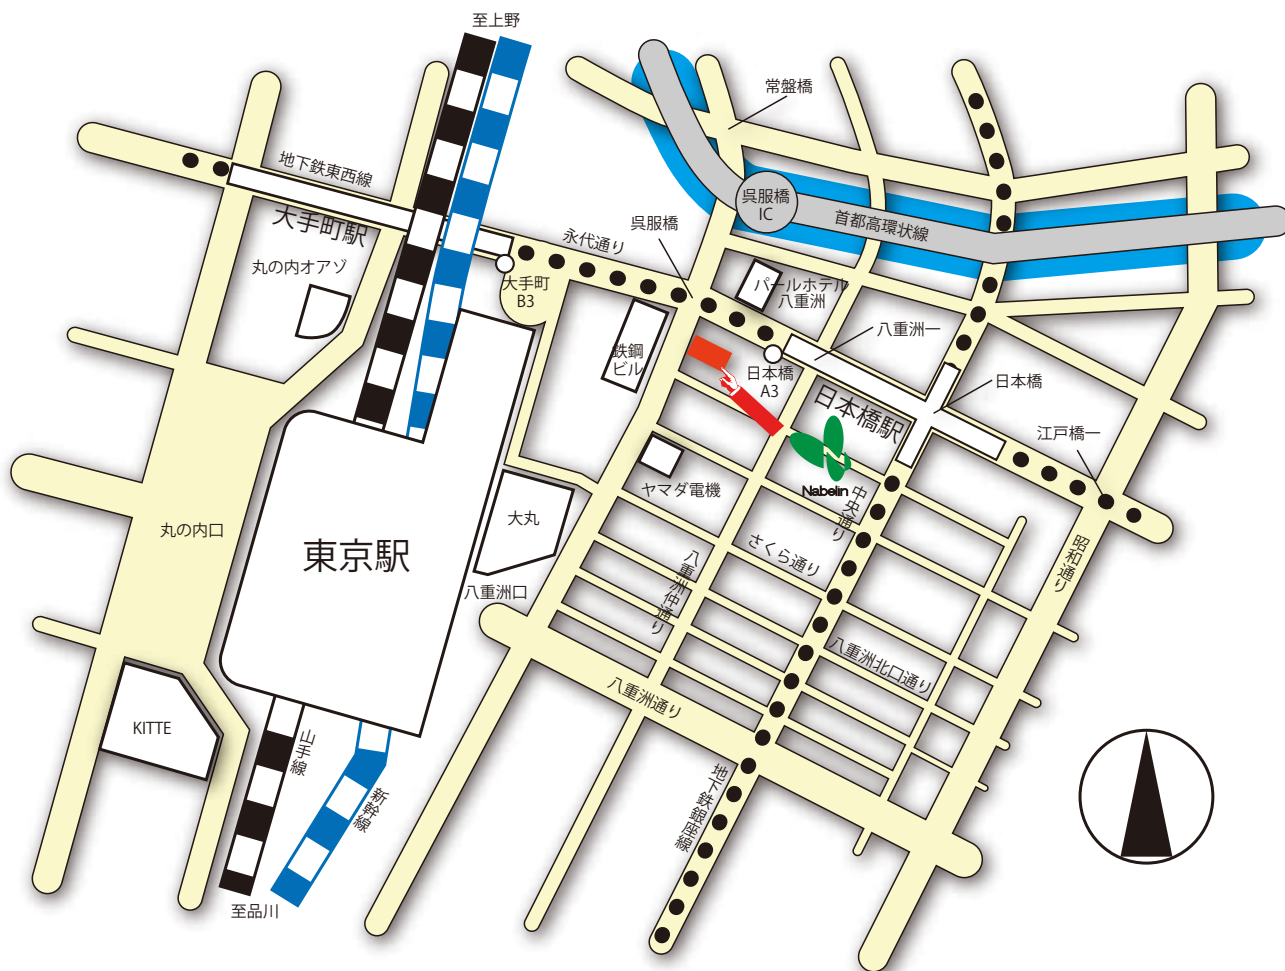 至上野
常盤橋
地下鉄東西線
呉服橋
IC
大手町駅
呉服橋
首都高環状線
永代通り
丸の内オアゾ
大手町
B3
パールホテル
八重洲
八重洲一
鉄鋼
ビル
日本橋
A3
日本橋
日本橋駅
江戸橋一
ヤマダ電機
Nabelin
中央通り
丸の内口
大丸
東京駅
さくら通り
昭和通り
八重洲口
八重洲仲通り
八重洲北口通り
八重洲通り
KITTE
山手線
新幹線
地下鉄銀座線
至品川